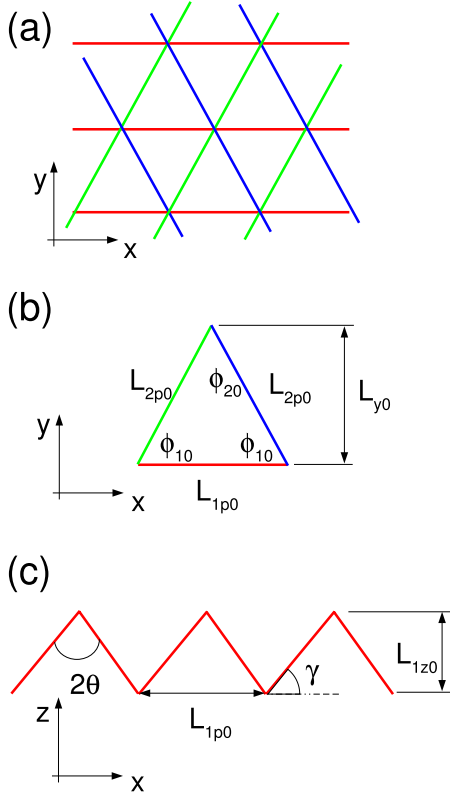 (a)
y
x
(b)
L2p0 ϕ20 L2p0 Ly0
y
ϕ10 ϕ10
L1p0
x
(c)
2θ γ L1z0
z
L1p0
x